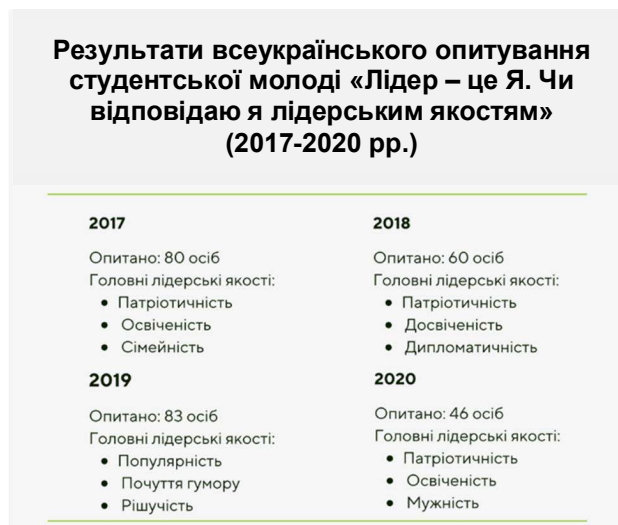 Результати всеукраїнського опитування
студентської молоді «Лідер – це Я. Чи
відповідаю я лідерським якостям»
(2017-2020 рр.)
2017
Опитано: 80 осіб
Головні лідерські якості:
• Патріотичність
• Освіченість
• Сімейність
2018
Опитано: 60 осіб
Головні лідерські якості:
• Патріотичність
• Досвіченість
• Дипломатичність
2019
Опитано: 83 осіб
Головні лідерські якості:
• Популярність
• Почуття гумору
• Рішучість
2020
Опитано: 46 осіб
Головні лідерські якості:
• Патріотичність
• Освіченість
• Мужність